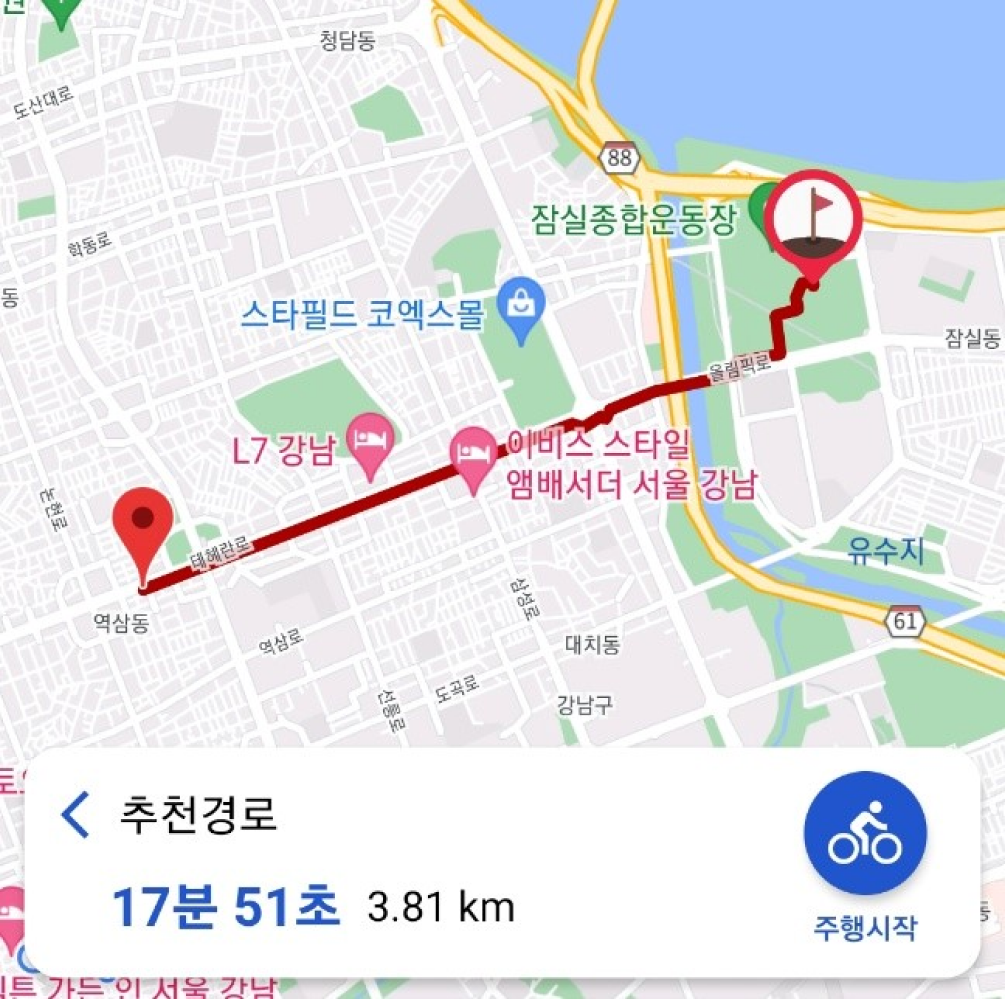 청담동
도산대로
88
잠실종합운동장
학동로
동
스타필드 코엑스몰
잠실동
올림픽로
L7 강남
이비스 스타일
앰배서더 서울 강남
논현로
테헤란로
유수지
역삼동
삼성로
61
역삼로
대치동
도곡로
선릉로
강남구
추천경로
17분 51초 3.81 km
주행시작
동
가든 인 서울 강남